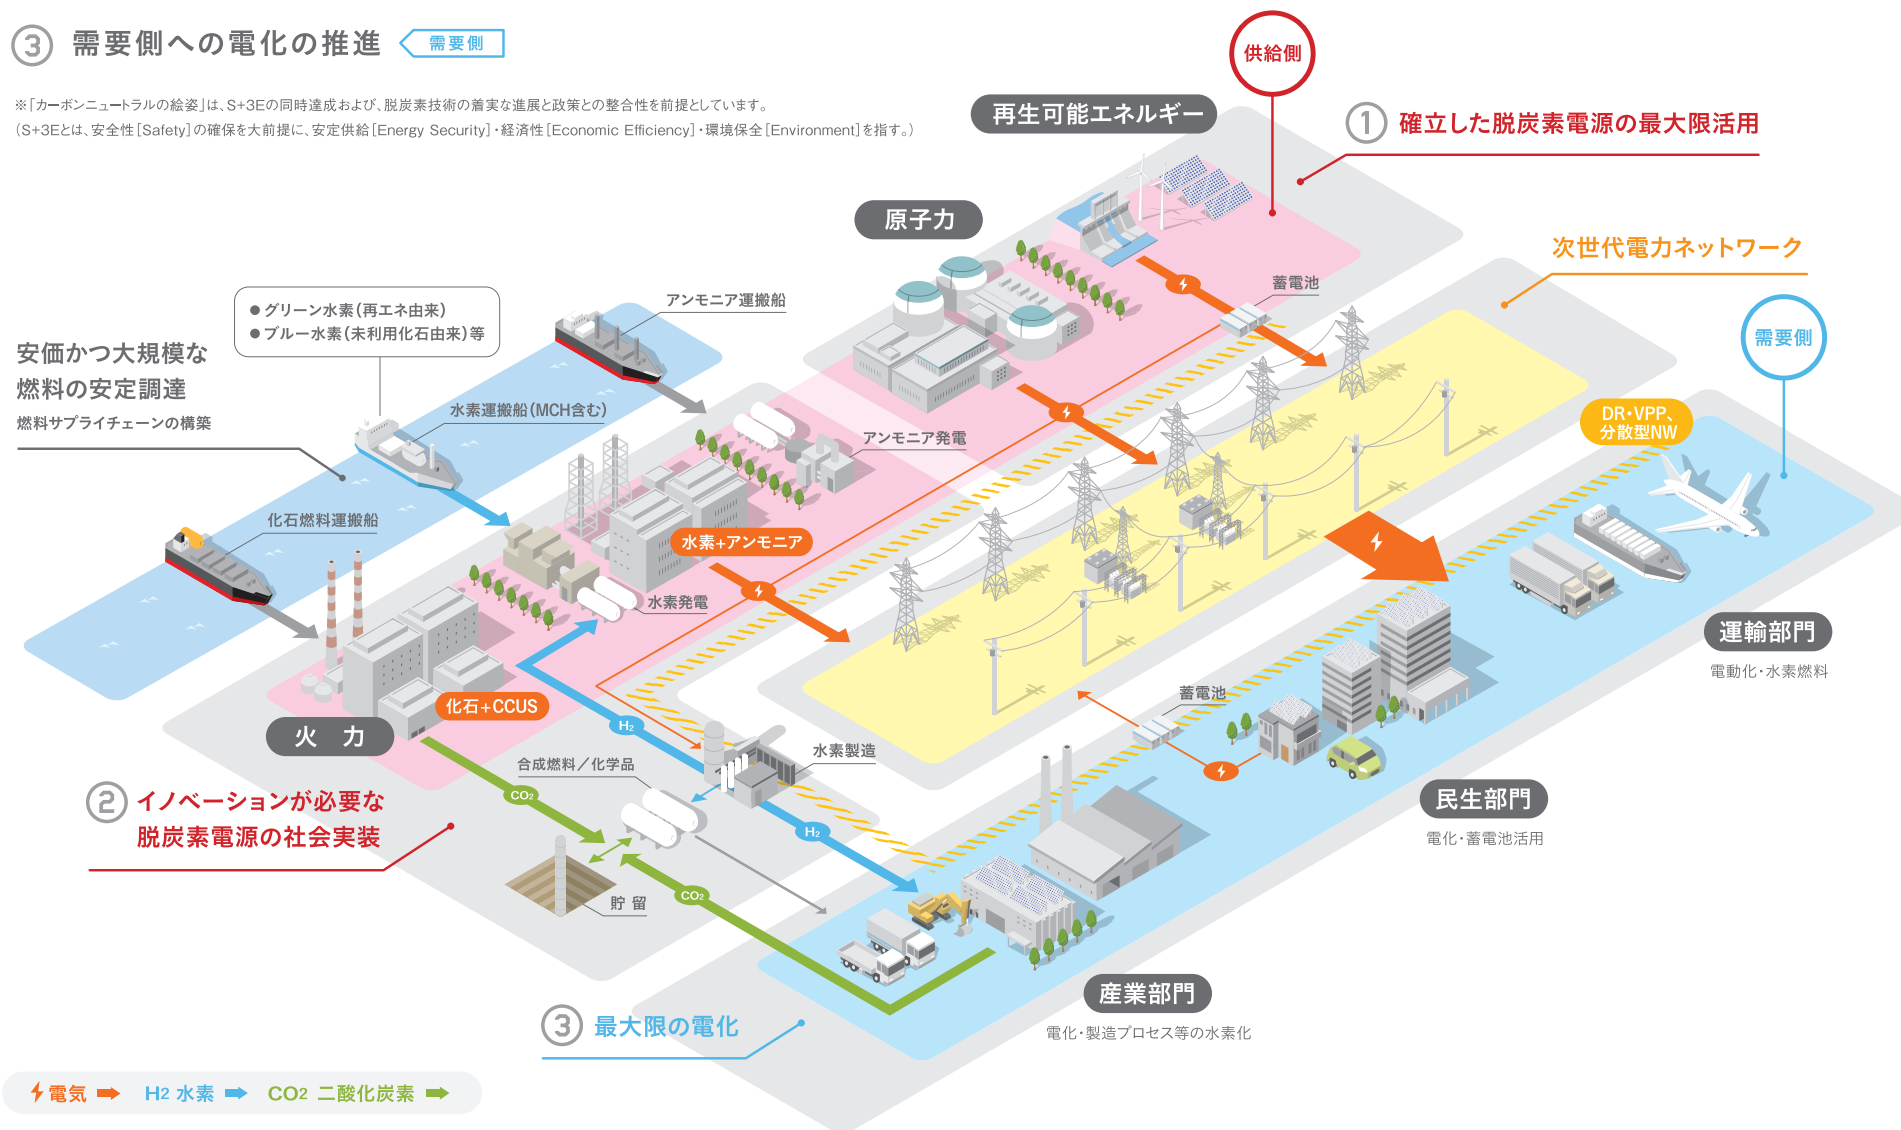 ③ 需要側への電化の推進 需要側
※「カーボンニュートラルの絵姿」は、S+3Eの同時達成および、脱炭素技術の着実な進展と政策との整合性を前提としています。
（S+3Eとは、安全性［Safety］の確保を大前提に、安定供給［Energy Security］・経済性［Economic Efficiency］・環境保全［Environment］を指す。）
供給側
再生可能エネルギー
① 確立した脱炭素電源の最大限活用
原子力
次世代電力ネットワーク
蓄電池
需要側
● グリーン水素（再エネ由来）
● ブルー水素（未利用化石由来）等
アンモニア運搬船
安価かつ大規模な
燃料の安定調達
燃料サプライチェーンの構築
水素運搬船（MCH含む）
アンモニア発電
DR・VPP、
分散型NW
化石燃料運搬船
水素+アンモニア
水素発電
運輸部門
電動化・水素燃料
化石+CCUS
火 力
H2
蓄電池
水素製造
合成燃料／化学品
CO2
② イノベーションが必要な
脱炭素電源の社会実装
民生部門
電化・蓄電池活用
H2
CO2
貯 留
産業部門
電化・製造プロセス等の水素化
③ 最大限の電化
電気
H2 水素
CO2 二酸化炭素